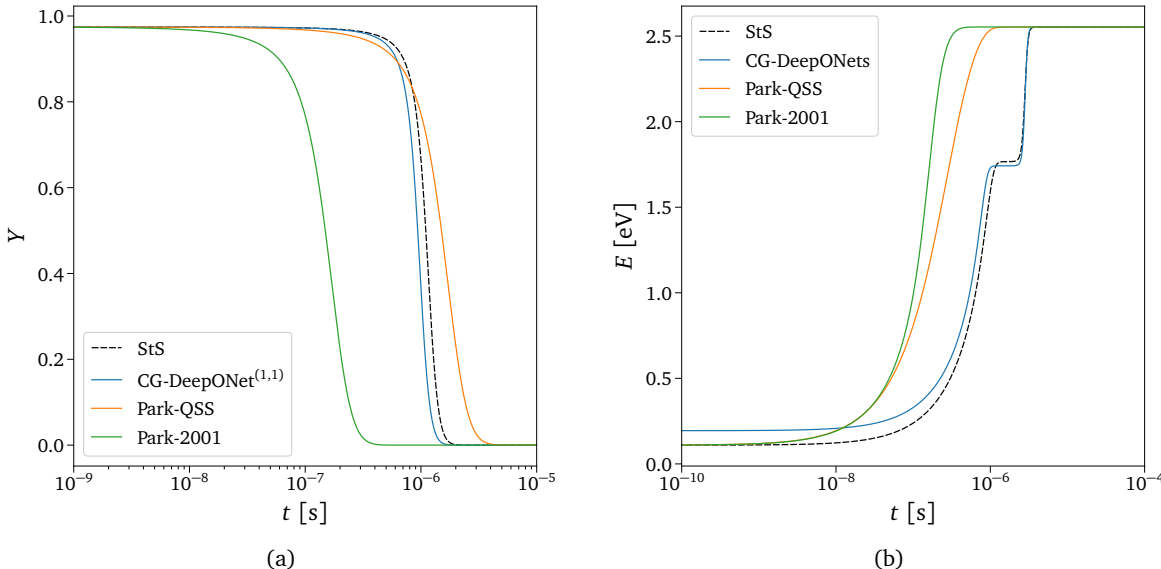 1.0
0.8
0.6
0.4
0.2
0.0
Y
StS
CG-DeepONet(1,1)
Park-QSS
Park-2001
10−9
10−8
10−7
10−6
10−5
t [s]
(a)
2.5
2.0
1.5
1.0
0.5
0.0
E [eV]
StS
CG-DeepONets
Park-QSS
Park-2001
10−10
10−8
10−6
10−4
t [s]
(b)